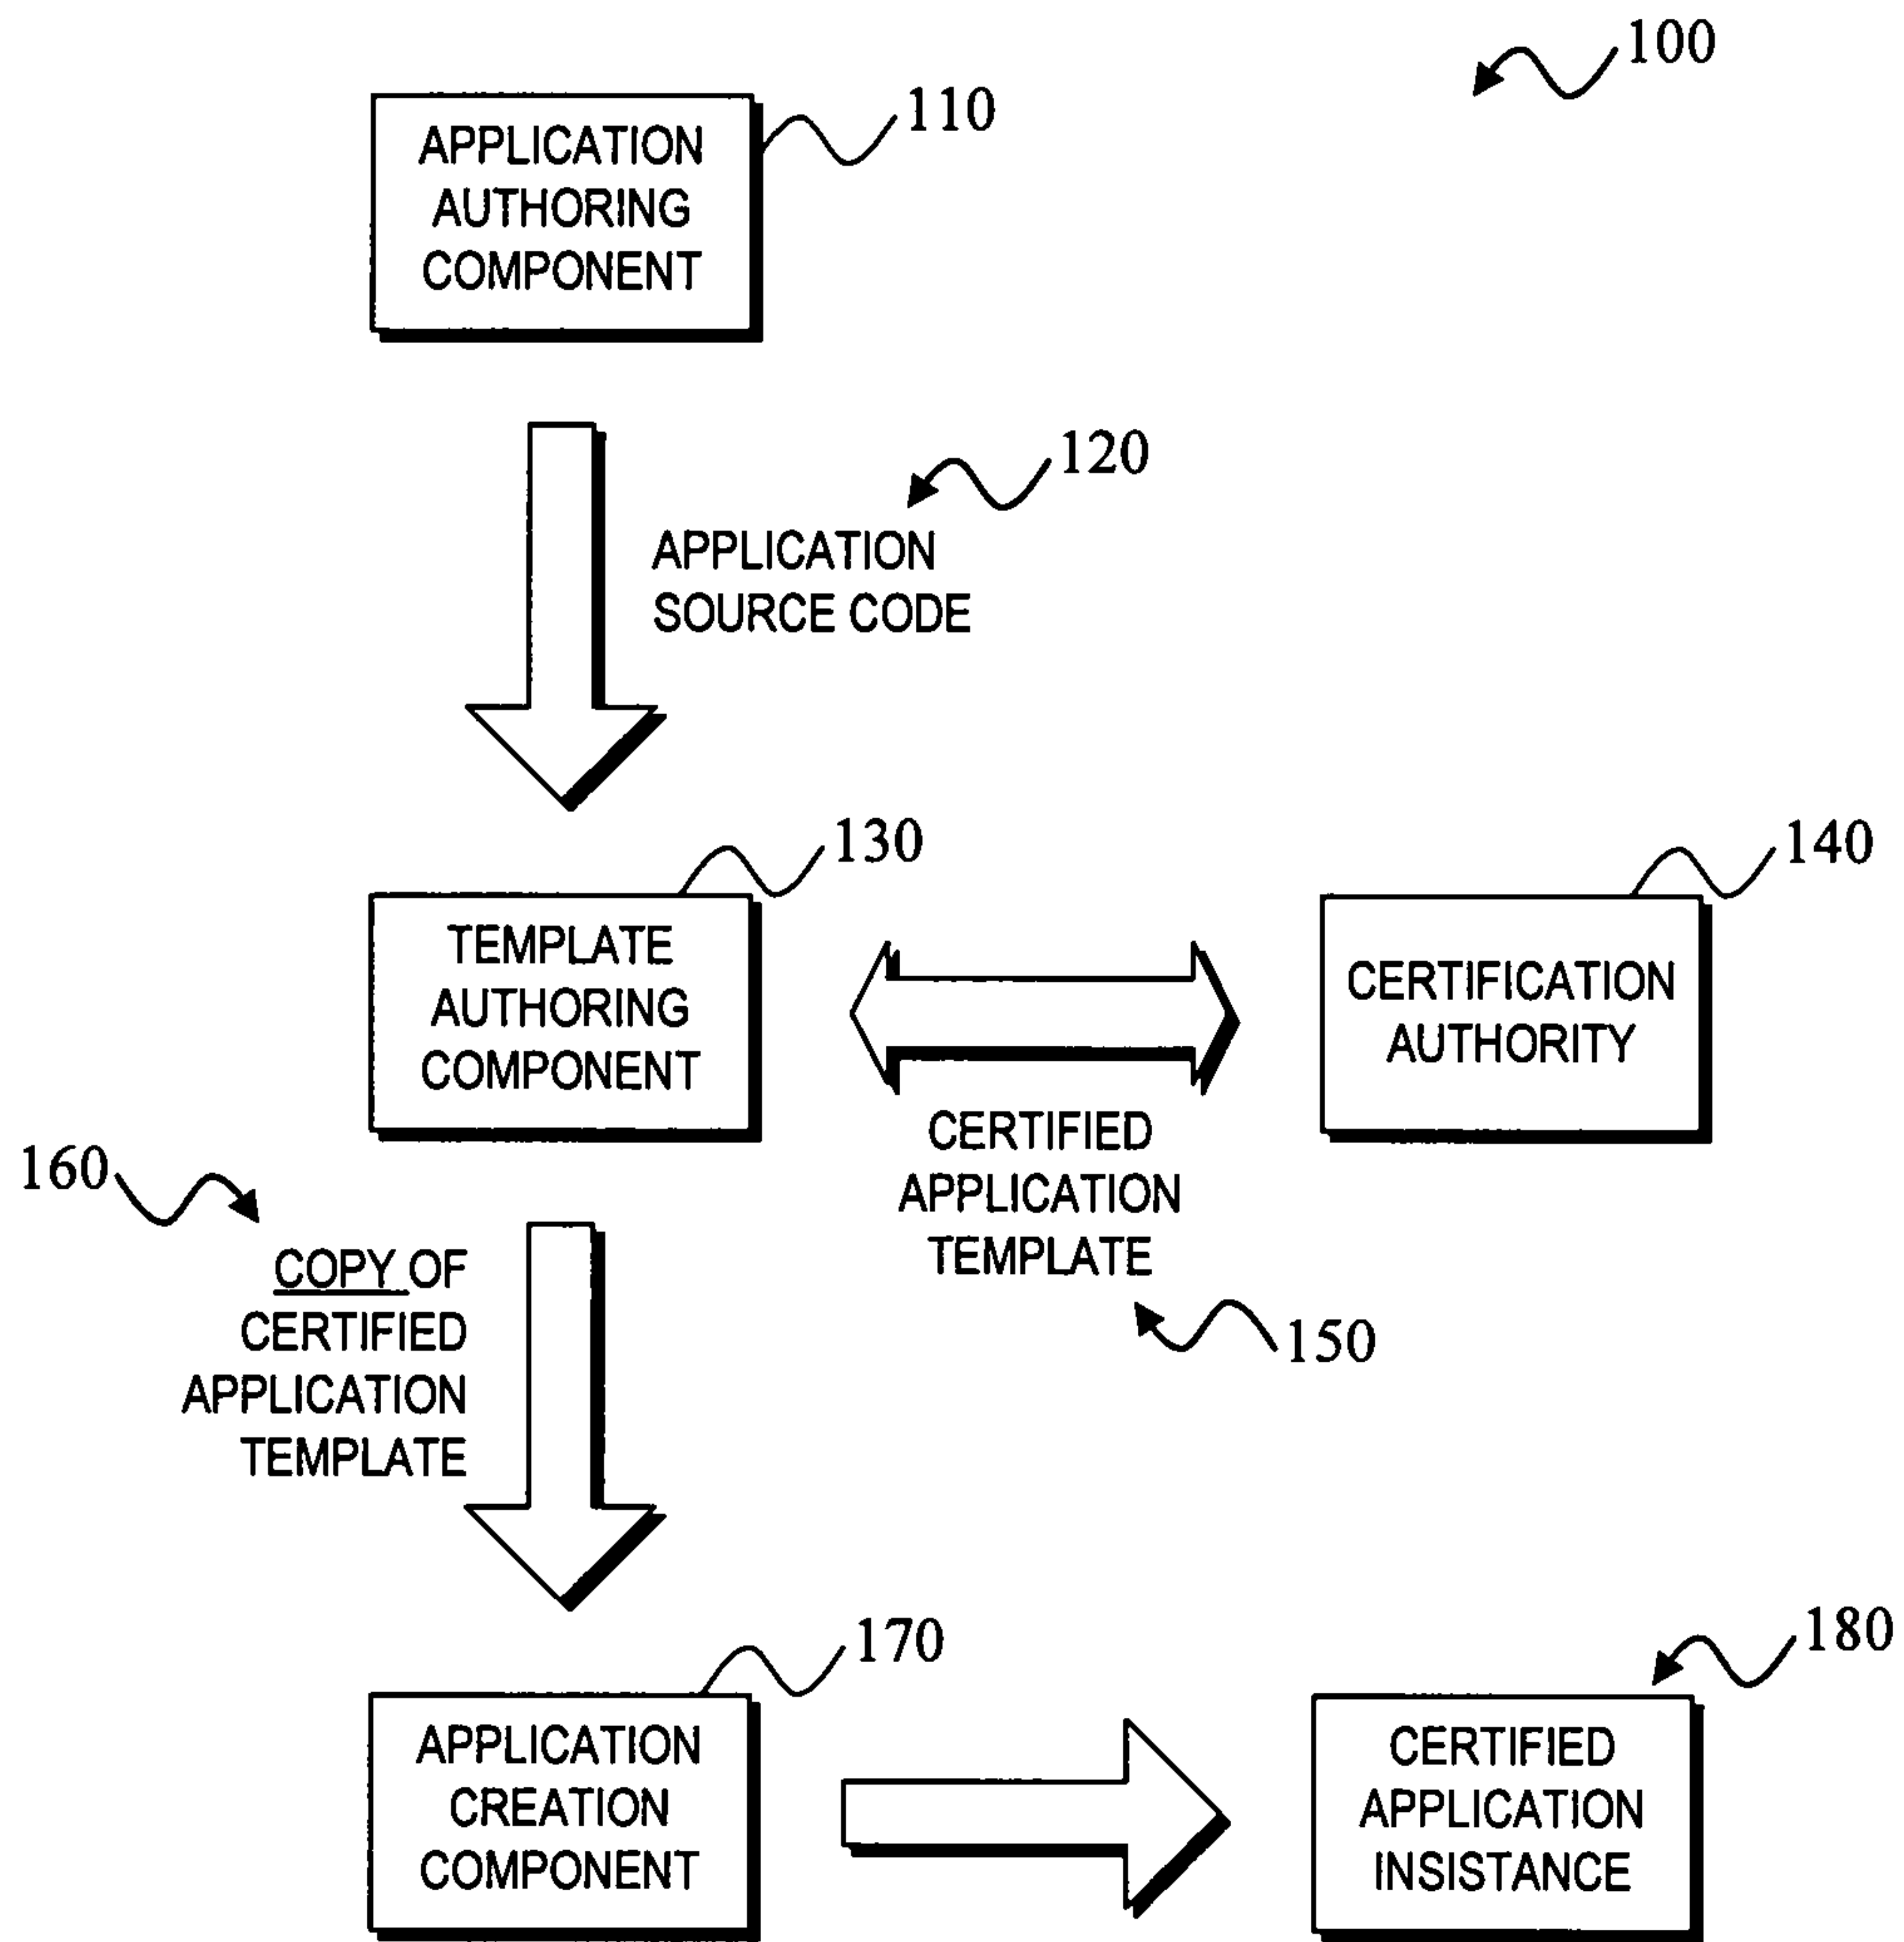 100
110
APPLICATION
AUTHORING
COMPONENT
120
APPLICATION
SOURCE CODE
130
TEMPLATE
AUTHORING
COMPONENT
140
CERTIFICATION
AUTHORITY
CERTIFIED
APPLICATION
TEMPLATE
150
160
COPY OF
CERTIFIED
APPLICATION
TEMPLATE
170
APPLICATION
CREATION
COMPONENT
180
CERTIFIED
APPLICATION
INSISTANCE